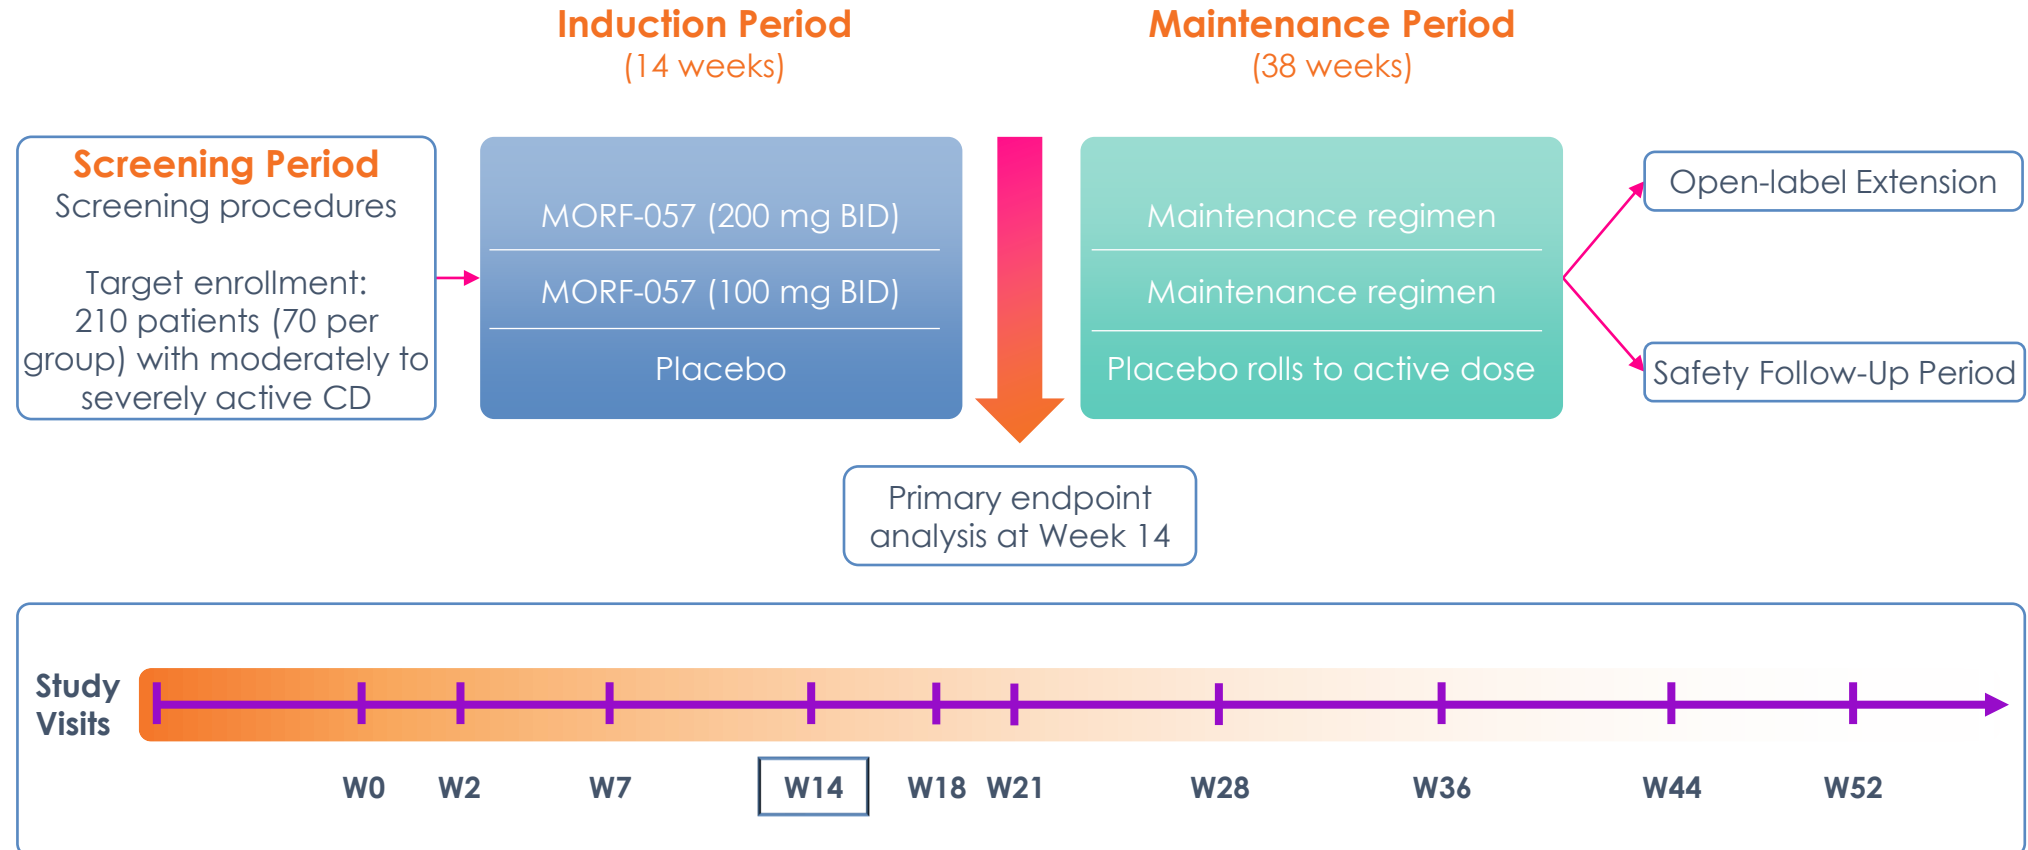 Induction Period
(14 weeks)
Maintenance Period
(38 weeks)
Screening Period
Screening procedures
Target enrollment:
210 patients (70 per
group) with moderately to
severely active CD
MORF-057 (200 mg BID)
MORF-057 (100 mg BID)
Placebo
Maintenance regimen
Maintenance regimen
Placebo rolls to active dose
Open-label Extension
Safety Follow-Up Period
Primary endpoint
analysis at Week 14
Study
Visits
W0
W2
W7
W14
W18
W21
W28
W36
W44
W52